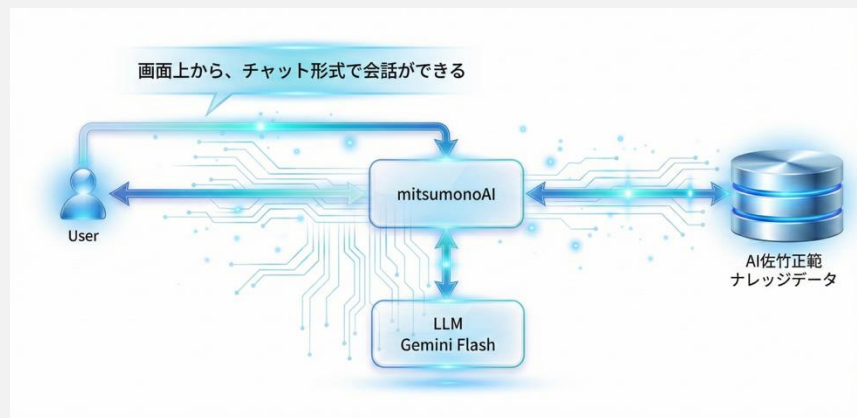 画面上から、チャット形式で会話ができる
mitsumonoAI
User
AI佐竹正範
ナレッジデータ
LLM
Gemini Flash